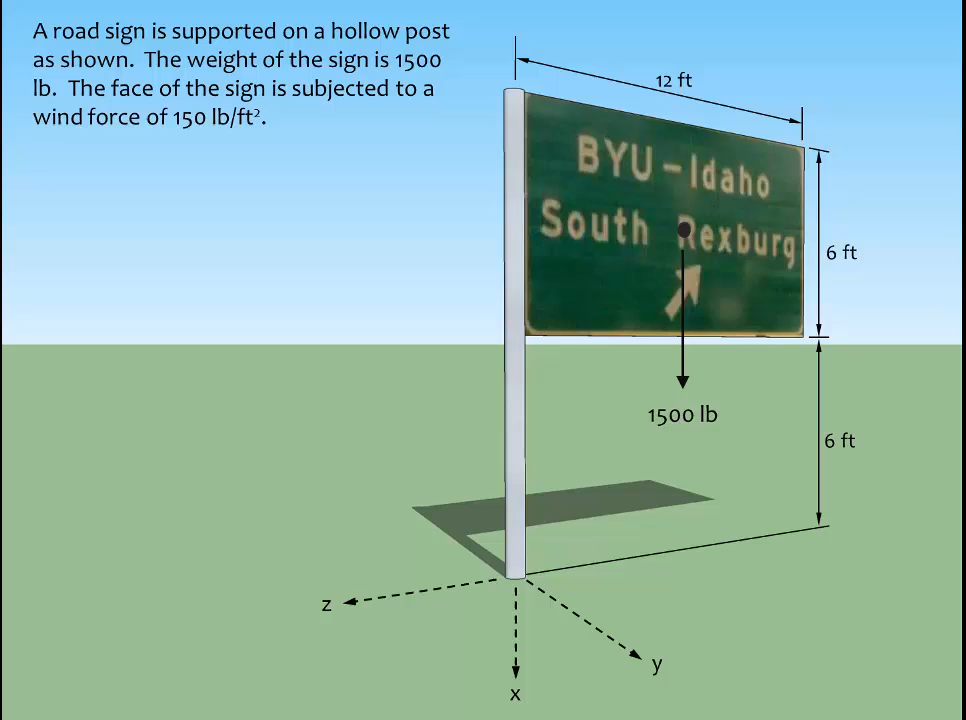 A road sign is supported on a hollow post
as shown.  The weight of the sign is 1500
lb.  The face of the sign is subjected to a
wind force of 150 lb/ft².
12 ft
BYU - Idaho
South Rexburg
6 ft
1500 lb
6 ft
z
y
x